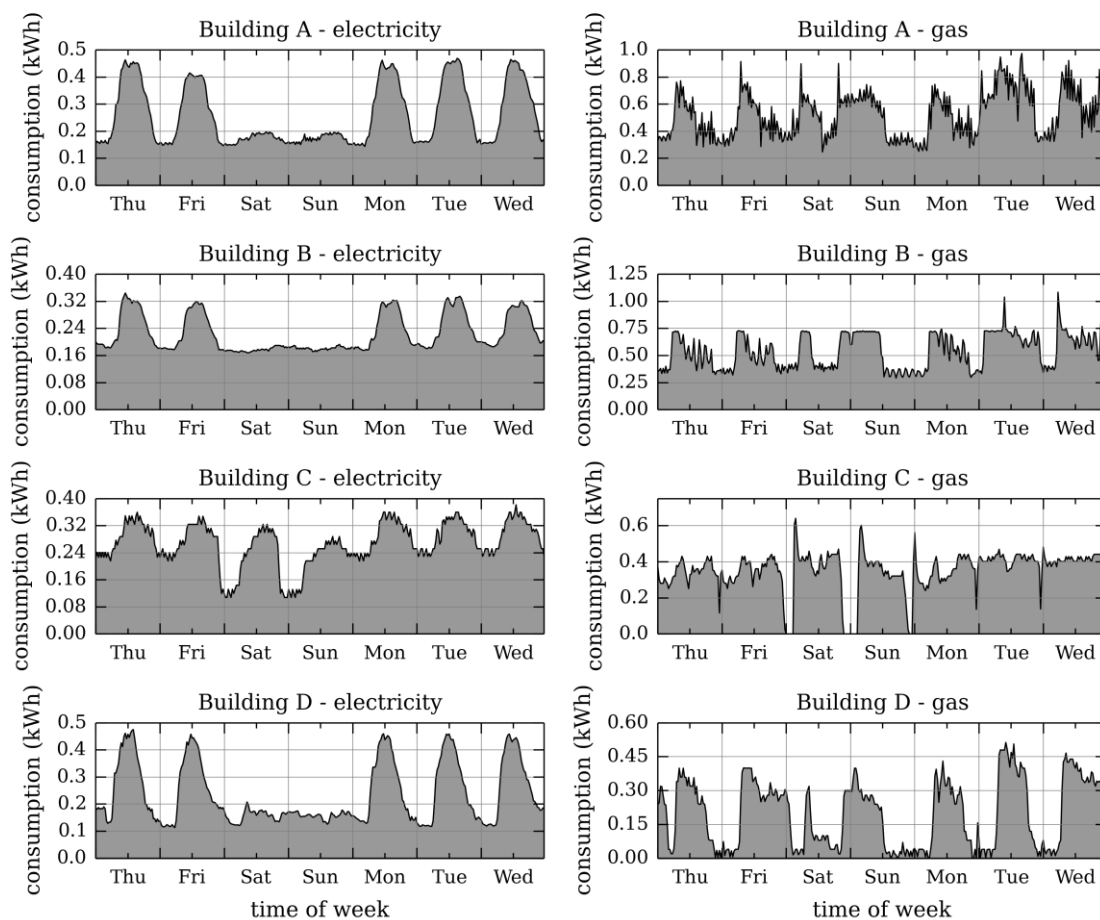 Building A - electricity
consumption (kWh)
0.5
0.4
0.3
0.2
0.1
0.0
Thu Fri Sat Sun Mon Tue Wed
Building A - gas
consumption (kWh)
1.0
0.8
0.6
0.4
0.2
0.0
Thu Fri Sat Sun Mon Tue Wed
Building B - electricity
consumption (kWh)
0.40
0.32
0.24
0.16
0.08
0.00
Thu Fri Sat Sun Mon Tue Wed
Building B - gas
consumption (kWh)
1.25
1.00
0.75
0.50
0.25
0.00
Thu Fri Sat Sun Mon Tue Wed
Building C - electricity
consumption (kWh)
0.40
0.32
0.24
0.16
0.08
0.00
Thu Fri Sat Sun Mon Tue Wed
Building C - gas
consumption (kWh)
0.6
0.4
0.2
0.0
Thu Fri Sat Sun Mon Tue Wed
Building D - electricity
consumption (kWh)
0.5
0.4
0.3
0.2
0.1
0.0
Thu Fri Sat Sun Mon Tue Wed
time of week
Building D - gas
consumption (kWh)
0.60
0.45
0.30
0.15
0.00
Thu Fri Sat Sun Mon Tue Wed
time of week